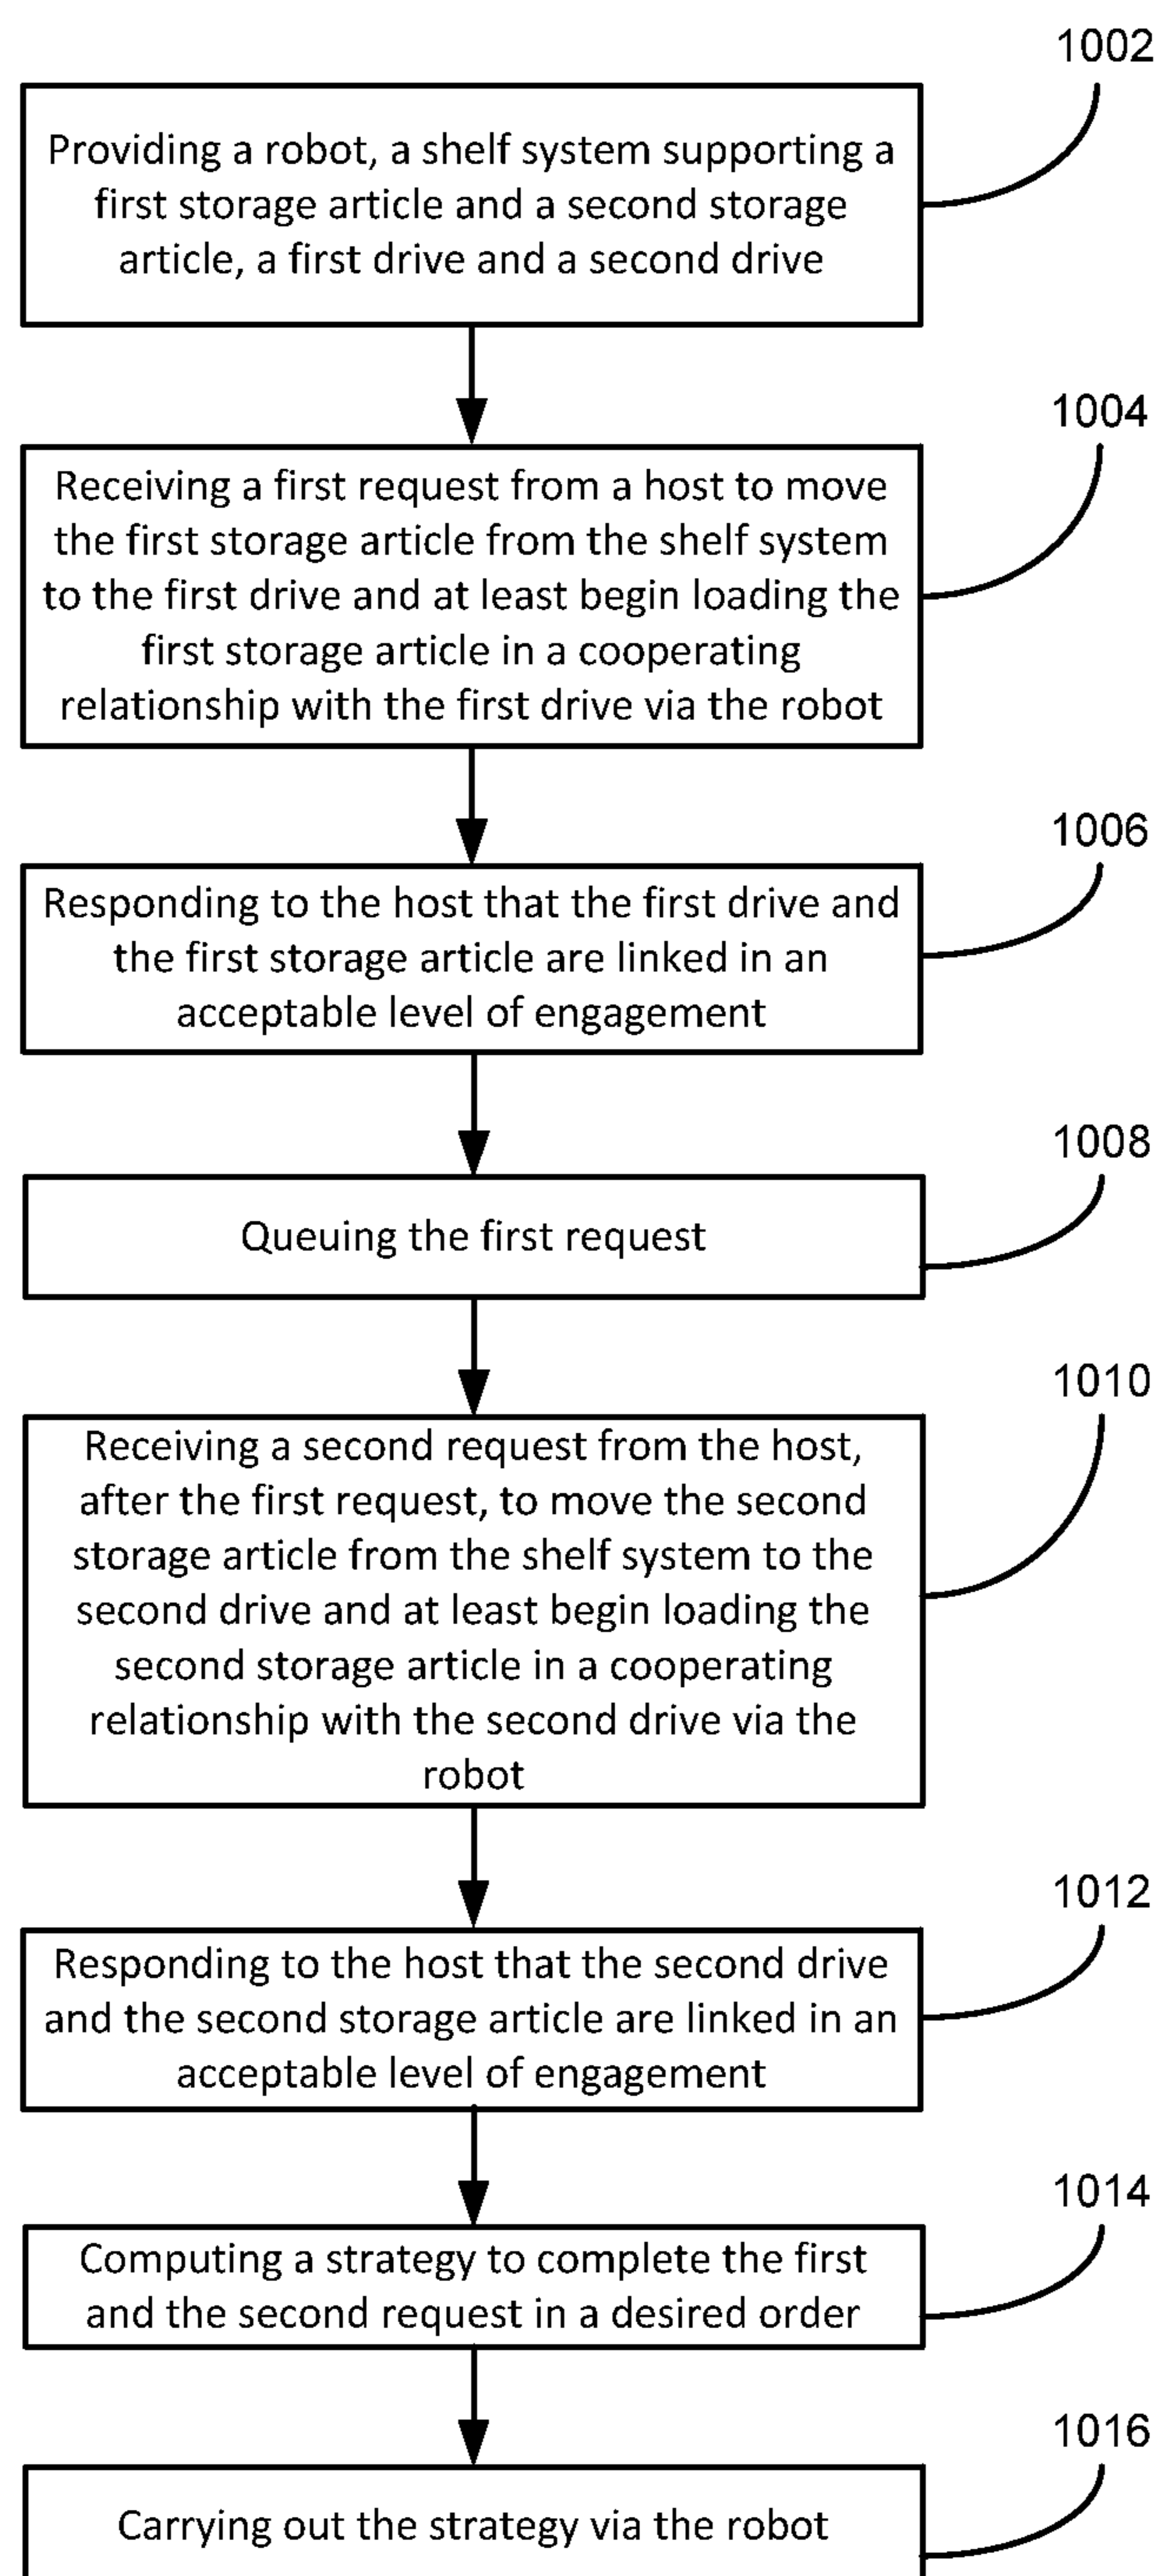 1002
Providing a robot, a shelf system supporting a
first storage article and a second storage
article, a first drive and a second drive
1004
Receiving a first request from a host to move
the first storage article from the shelf system
to the first drive and at least begin loading the
first storage article in a cooperating
relationship with the first drive via the robot
1006
Responding to the host that the first drive and
the first storage article are linked in an
acceptable level of engagement
1008
Queuing the first request
1010
Receiving a second request from the host,
after the first request, to move the second
storage article from the shelf system to the
second drive and at least begin loading the
second storage article in a cooperating
relationship with the second drive via the
robot
1012
Responding to the host that the second drive
and the second storage article are linked in an
acceptable level of engagement
1014
Computing a strategy to complete the first
and the second request in a desired order
1016
Carrying out the strategy via the robot